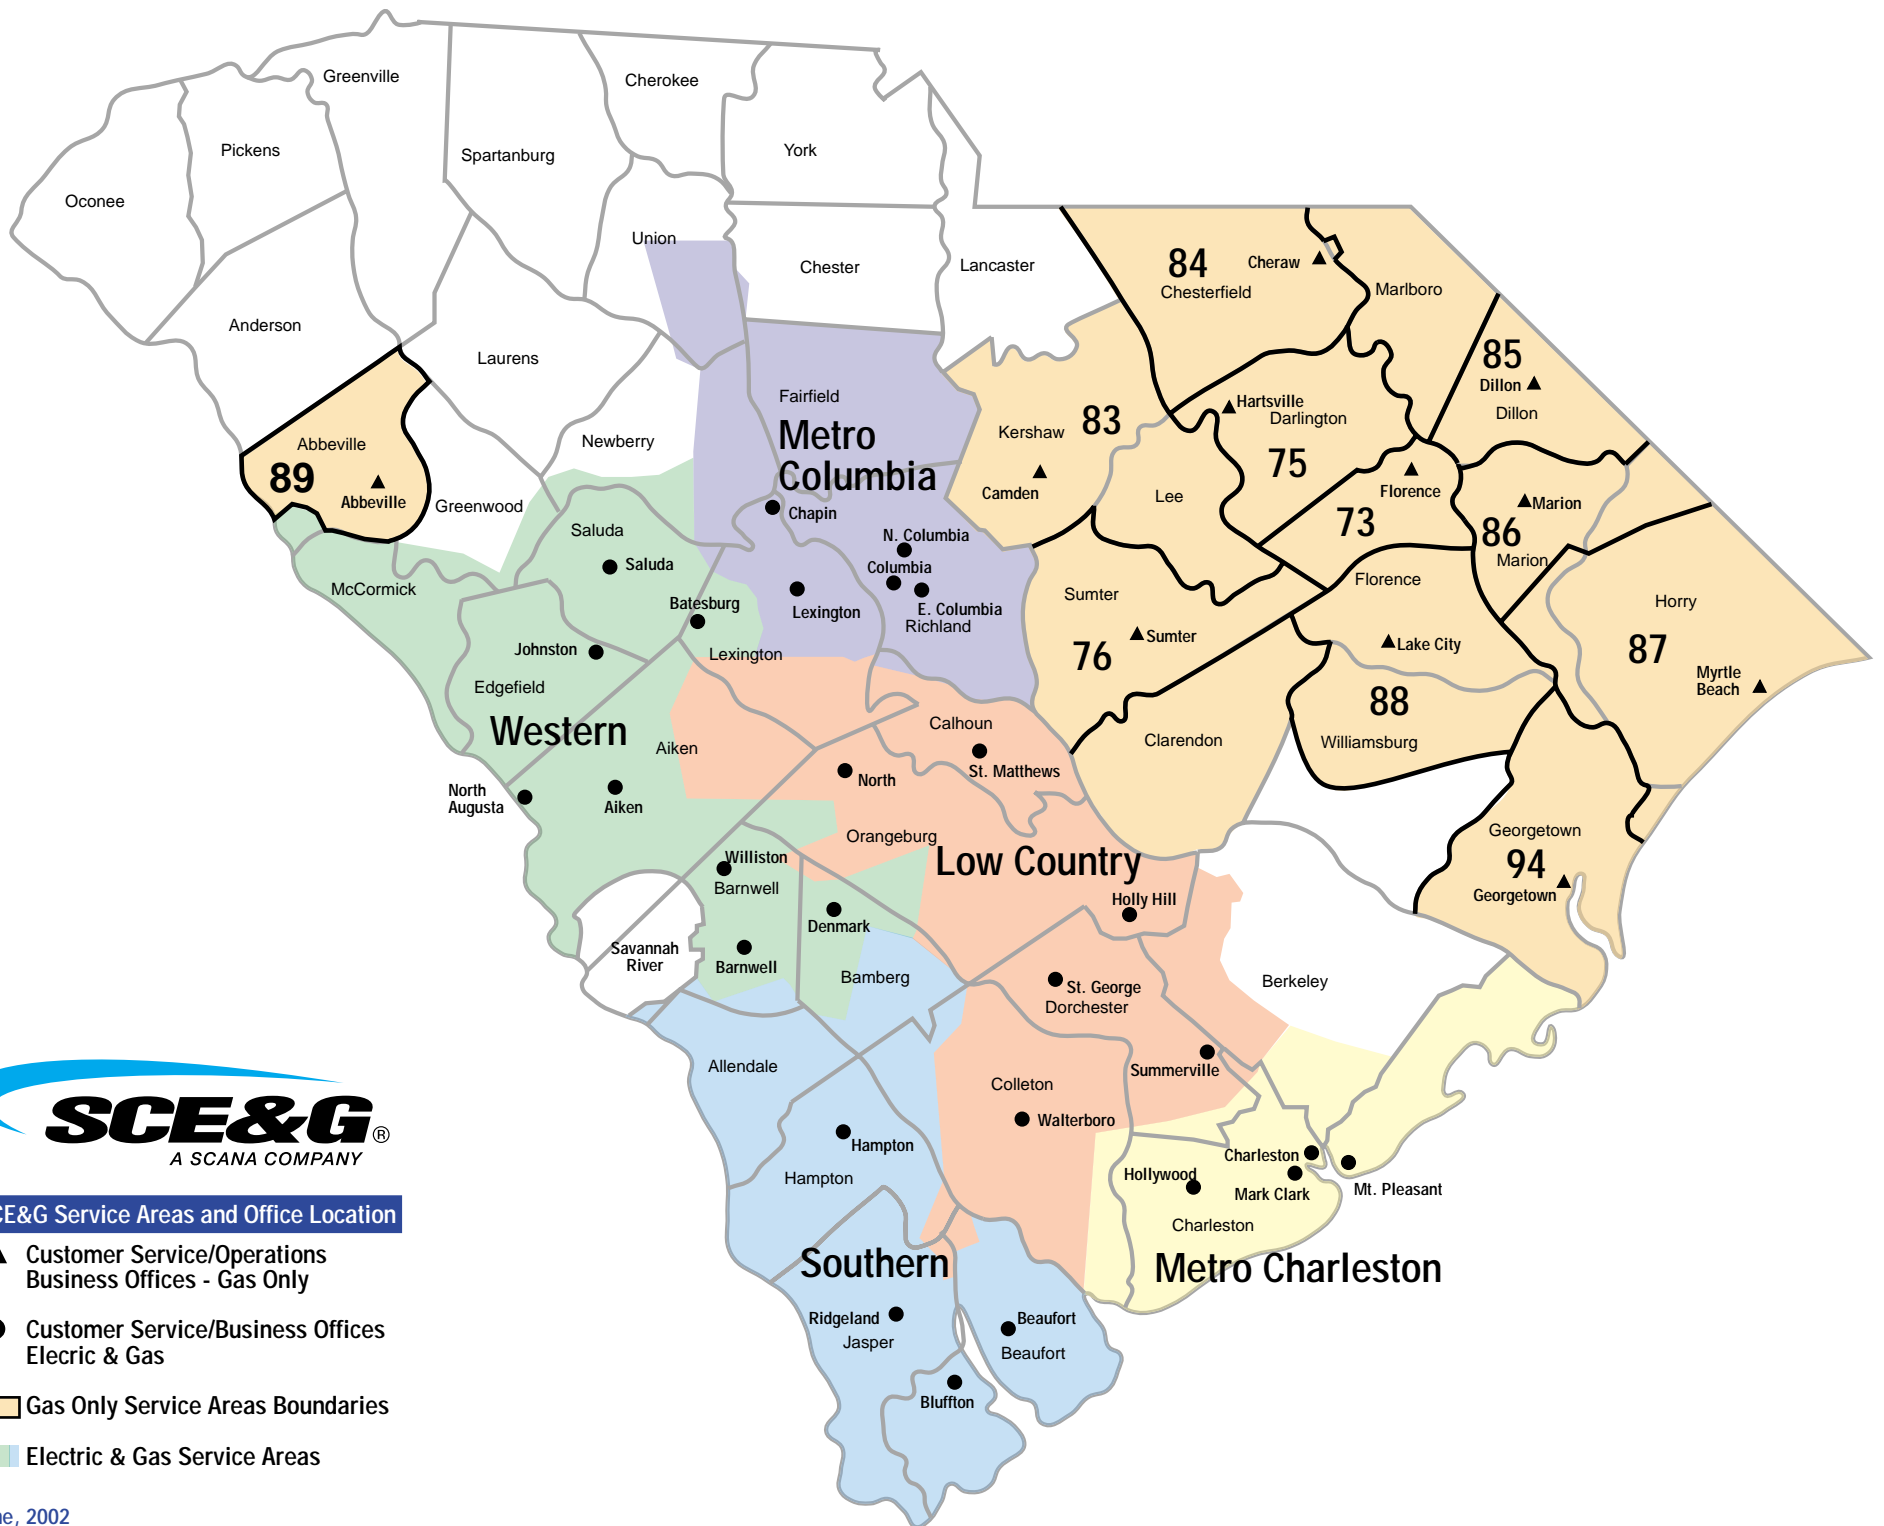 Greenville
Cherokee
Pickens
Spartanburg
York
Oconee
Union
Chester
Lancaster
84
Cheraw
Chesterfield
Marlboro
Anderson
Laurens
85
Dillon
Dillon
Fairfield
Hartsville
Darlington
Kershaw
83
Metro
Columbia
Abbeville
89
Abbeville
Newberry
Greenwood
Camden
Lee
75
Florence
73
Marion
86
Marion
Chapin
Saluda
Saluda
N. Columbia
Columbia
E. Columbia
Richland
Lexington
McCormick
Batesburg
Lexington
Johnston
Edgefield
Western
Sumter
76
Sumter
Florence
Lake City
Horry
87
Myrtle
Beach
88
Williamsburg
Clarendon
Calhoun
St. Matthews
North
Aiken
North
Augusta
Aiken
Orangeburg
Low Country
Georgetown
94
Georgetown
Williston
Barnwell
Denmark
Barnwell
Bamberg
Savannah
River
Holly Hill
St. George
Dorchester
Berkeley
Summerville
Allendale
Colleton
Walterboro
Hampton
Hampton
Hollywood
Charleston
Mark Clark
Mt. Pleasant
Charleston
Metro Charleston
Southern
Ridgeland
Jasper
Beaufort
Beaufort
Bluffton
SCE&G®
A SCANA COMPANY
CE&G Service Areas and Office Location
Customer Service/Operations
Business Offices - Gas Only
Customer Service/Business Offices
Elecric & Gas
Gas Only Service Areas Boundaries
Electric & Gas Service Areas
ne, 2002